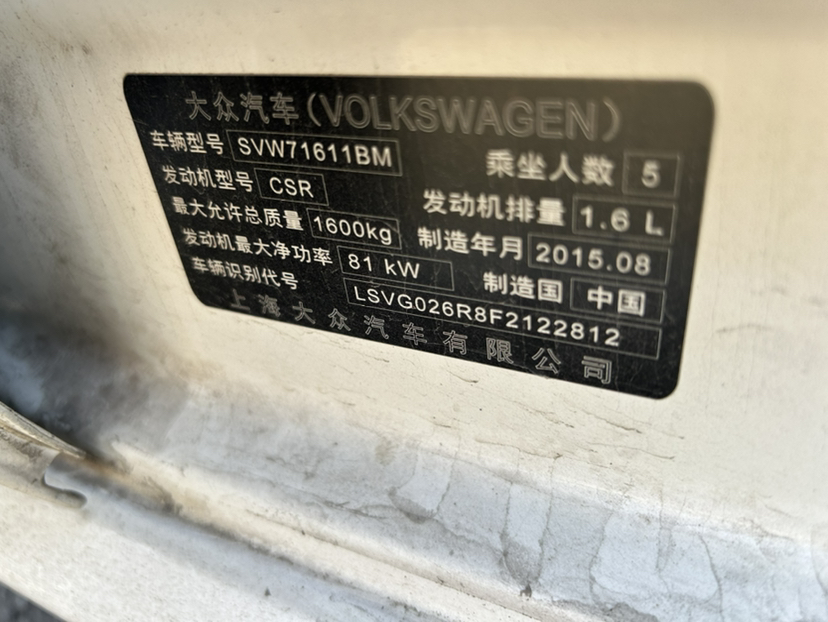 大众汽车(VOLKSWAGEN)
车辆型号 SVW71611BM 乘坐人数 5
发动机型号 CSR 发动机排量 1.6 L
最大允许总质量 1600kg 制造年月 2015.08
发动机最大净功率 81 kW 制造国 中国
车辆识别代号 LSVG026R8F2122812
上海大众汽车有限公司